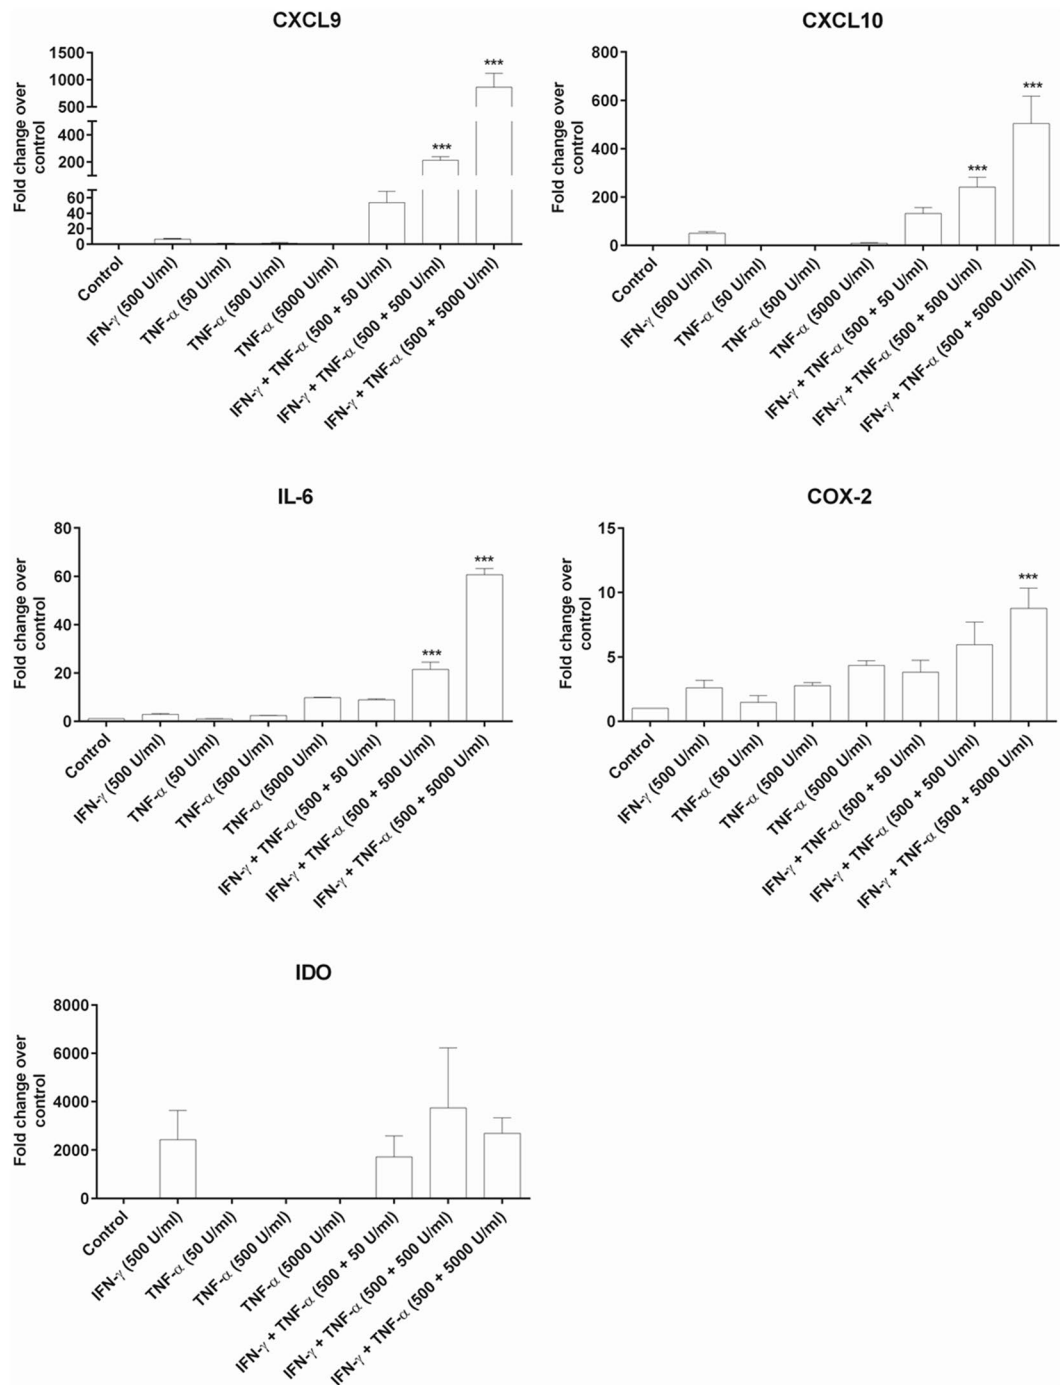 CXCL9
Fold change over
control
1500
1000
500
400
200
60
40
20
0
***
***
Control
IFN-γ (500 U/ml)
TNF-α (50 U/ml)
TNF-α (500 U/ml)
TNF-α (5000 U/ml)
IFN-γ + TNF-α (500 + 50 U/ml)
IFN-γ + TNF-α (500 + 500 U/ml)
IFN-γ + TNF-α (500 + 5000 U/ml)
CXCL10
Fold change over
control
800
600
400
200
0
***
***
Control
IFN-γ (500 U/ml)
TNF-α (50 U/ml)
TNF-α (500 U/ml)
TNF-α (5000 U/ml)
IFN-γ + TNF-α (500 + 50 U/ml)
IFN-γ + TNF-α (500 + 500 U/ml)
IFN-γ + TNF-α (500 + 5000 U/ml)
IL-6
Fold change over
control
80
60
40
20
0
***
***
Control
IFN-γ (500 U/ml)
TNF-α (50 U/ml)
TNF-α (500 U/ml)
TNF-α (5000 U/ml)
IFN-γ + TNF-α (500 + 50 U/ml)
IFN-γ + TNF-α (500 + 500 U/ml)
IFN-γ + TNF-α (500 + 5000 U/ml)
COX-2
Fold change over
control
15
10
5
0
***
Control
IFN-γ (500 U/ml)
TNF-α (50 U/ml)
TNF-α (500 U/ml)
TNF-α (5000 U/ml)
IFN-γ + TNF-α (500 + 50 U/ml)
IFN-γ + TNF-α (500 + 500 U/ml)
IFN-γ + TNF-α (500 + 5000 U/ml)
IDO
Fold change over
control
8000
6000
4000
2000
0
Control
IFN-γ (500 U/ml)
TNF-α (50 U/ml)
TNF-α (500 U/ml)
TNF-α (5000 U/ml)
IFN-γ + TNF-α (500 + 50 U/ml)
IFN-γ + TNF-α (500 + 500 U/ml)
IFN-γ + TNF-α (500 + 5000 U/ml)